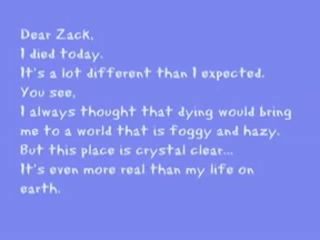 Dear Zack,
I died today.
It's a lot different than I expected.
You see,
I always thought that dying would bring
me to a world that is foggy and hazy.
But this place is crystal clear...
It's even more real than my life on
earth.